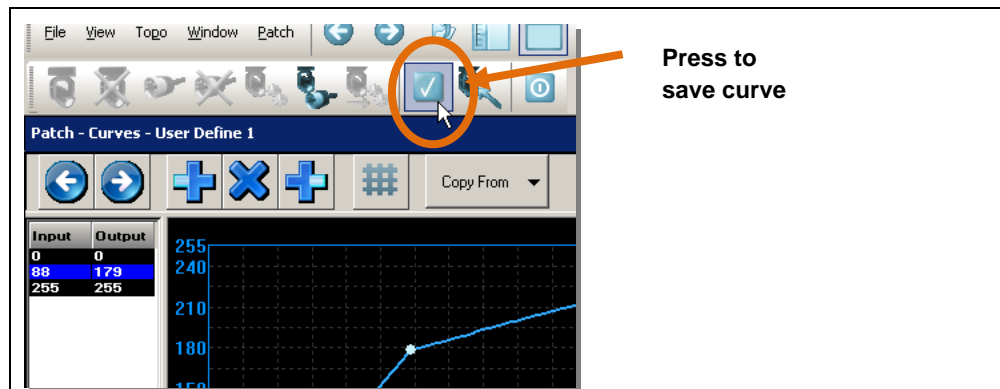 File View Topo Window Patch
Press to
save curve
Patch - Curves - User Define 1
Copy From
Input Output
0 0
88 179
255 255
255
240
210
180
150